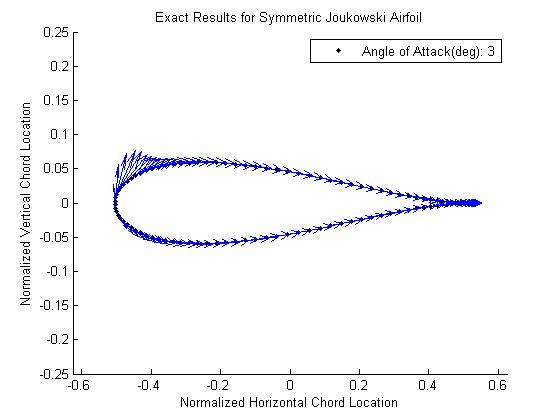 Exact Results for Symmetric Joukowski Airfoil
Angle of Attack(deg): 3
Normalized Vertical Chord Location
0.25
0.2
0.15
0.1
0.05
0
-0.05
-0.1
-0.15
-0.2
-0.25
-0.6 -0.4 -0.2 0 0.2 0.4 0.6
Normalized Horizontal Chord Location